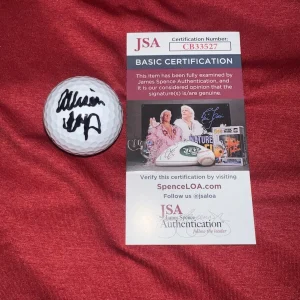 JSA
Certification Number:
CB33527
BASIC CERTIFICATION
This item has been fully examined by
James Spence Authentication, and
it is our considered opinion that the
signature(s) is/are genuine.
Verify this certification by visiting
SpenceLOA.com
Follow us @jsaloa
JSA
James Spence
Authentication